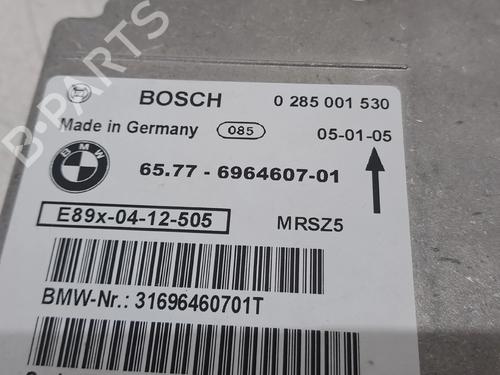 BOSCH 0 285 001 530
Made in Germany 085 05-01-05
BMW 65.77 - 6964607-01
E89x-04-12-505 MRSZ5
BMW-Nr.: 31696460701T
B-PARTS